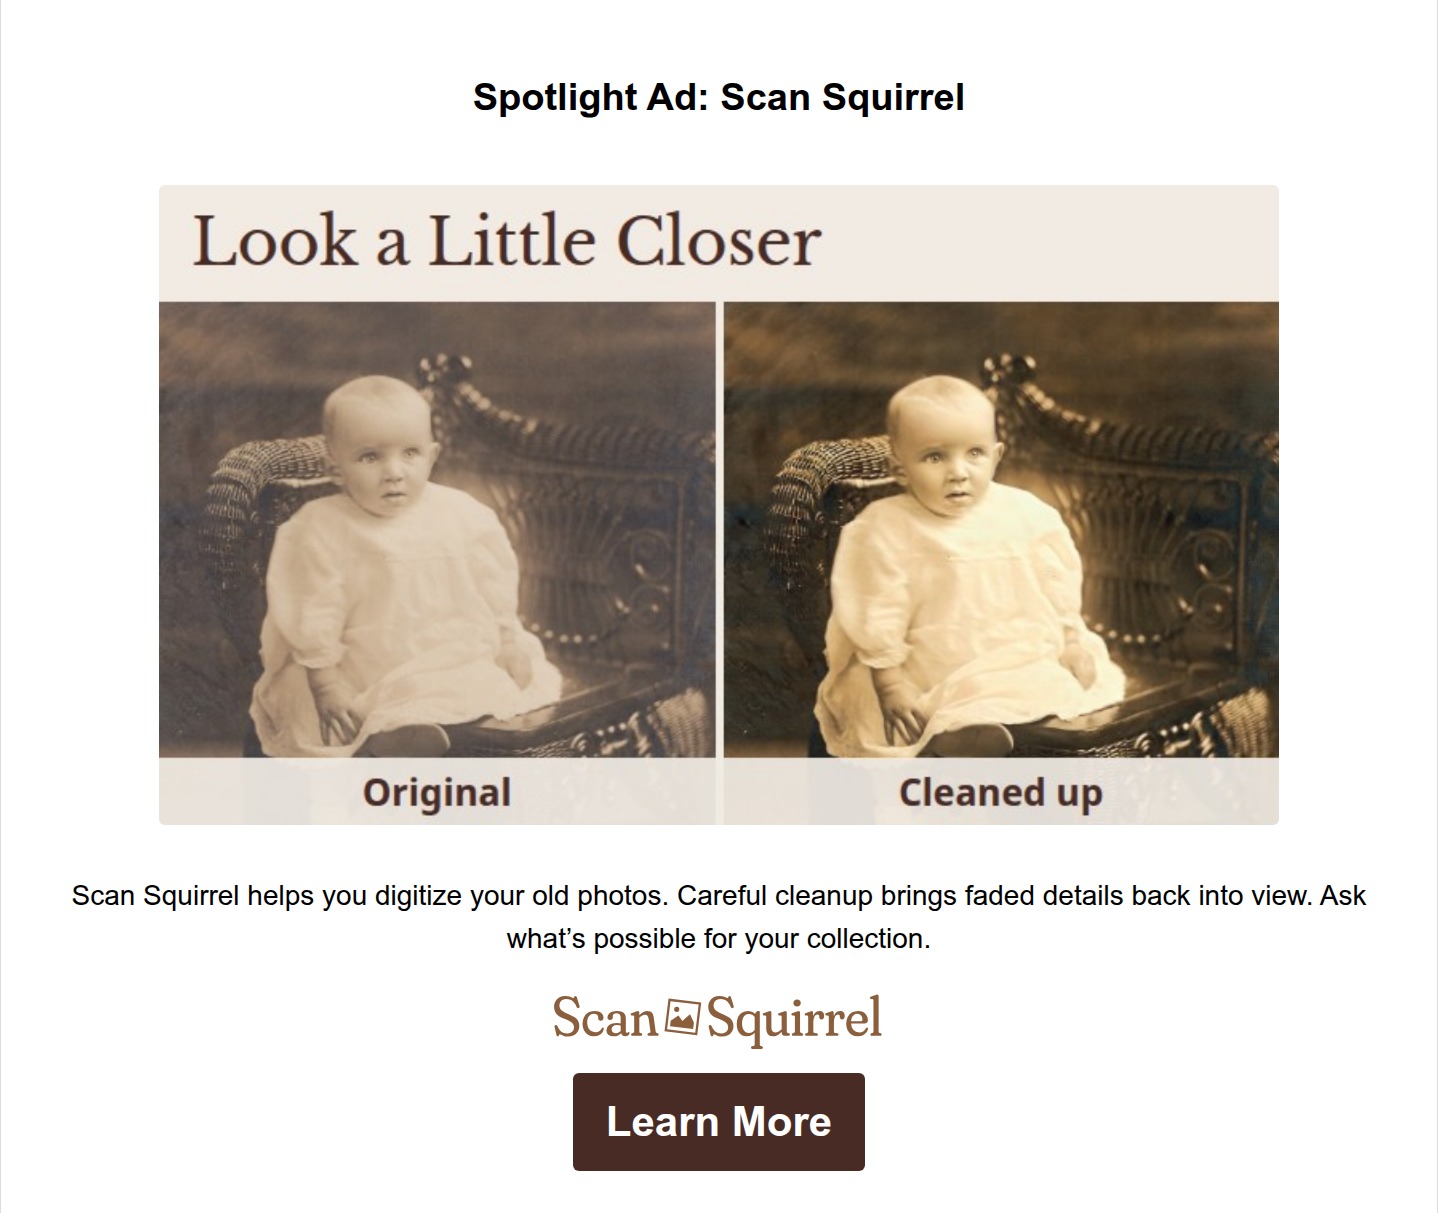 Spotlight Ad: Scan Squirrel
Look a Little Closer
Original
Cleaned up
Scan Squirrel helps you digitize your old photos. Careful cleanup brings faded details back into view. Ask
what’s possible for your collection.
Scan Squirrel
Learn More